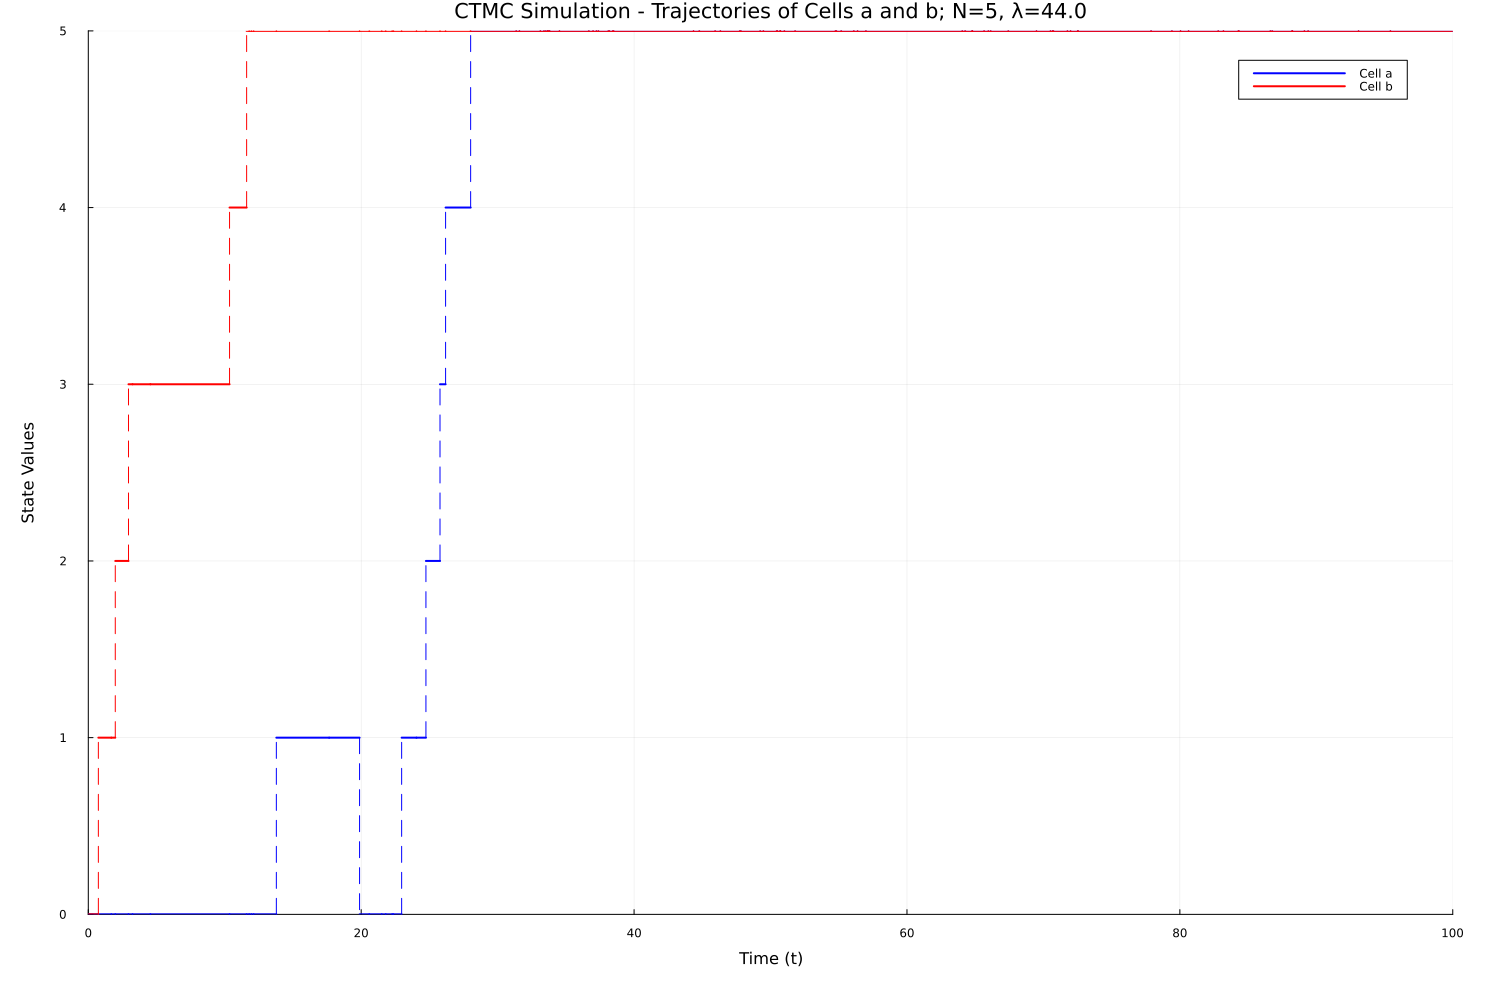 CTMC Simulation - Trajectories of Cells a and b; N=5, λ=44.0
5
4
3
2
1
0
State Values
Cell a
Cell b
0 20 40 60 80 100
Time (t)